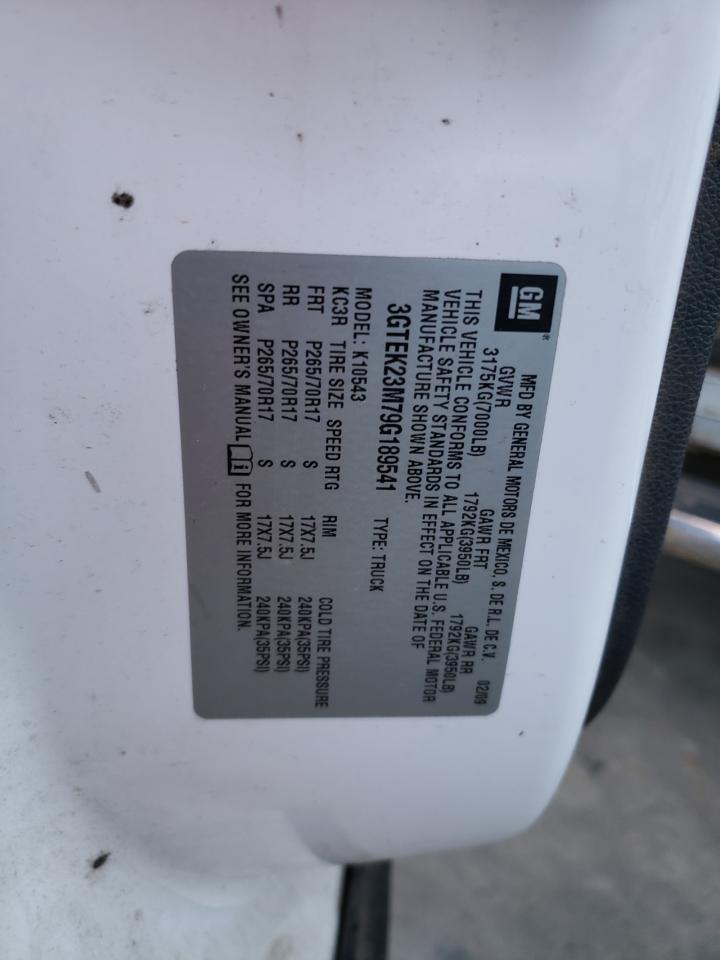 GM®
MFD BY GENERAL MOTORS DE MEXICO, S. DE R.L. DE C.V. 02/09
GVWR GAWR FRT GAWR RR
3175KG(7000LB) 1792KG(3950LB) 1792KG(3950LB)
THIS VEHICLE CONFORMS TO ALL APPLICABLE U.S. FEDERAL MOTOR
VEHICLE SAFETY STANDARDS IN EFFECT ON THE DATE OF
MANUFACTURE SHOWN ABOVE.
3GTEK23M79G189541 TYPE: TRUCK
MODEL: K10543
KC3R TIRE SIZE SPEED RTG RIM COLD TIRE PRESSURE
FRT P265/70R17 S 17X7.5J 240KPA(35PSI)
RR P265/70R17 S 17X7.5J 240KPA(35PSI)
SPA P265/70R17 S 17X7.5J 240KPA(35PSI)
SEE OWNER'S MANUAL FOR MORE INFORMATION.